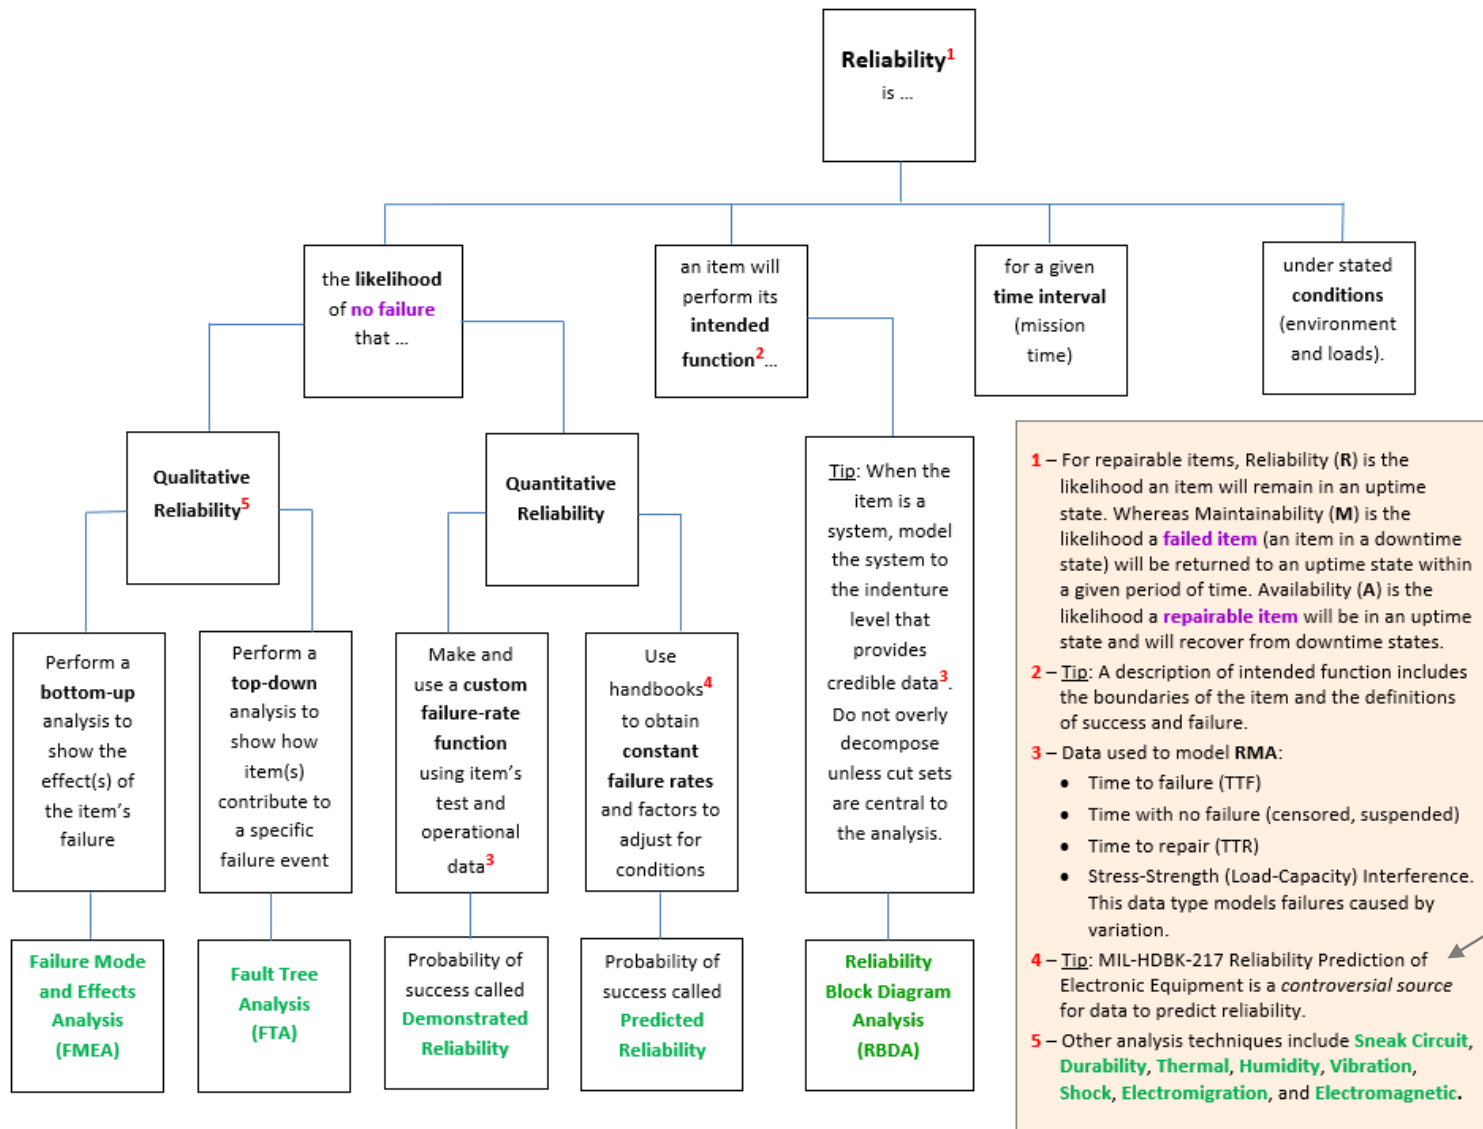 Reliability1
is ...
the likelihood
of no failure
that ...
an item will
perform its
intended
function2...
for a given
time interval
(mission
time)
under stated
conditions
(environment
and loads).
Qualitative
Reliability5
Quantitative
Reliability
Tip: When the
item is a
system, model
the system to
the indenture
level that
provides
credible data3.
Do not overly
decompose
unless cut sets
are central to
the analysis.
Perform a
bottom-up
analysis to
show the
effect(s) of
the item's
failure
Perform a
top-down
analysis to
show how
item(s)
contribute to
a specific
failure event
Make and
use a custom
failure-rate
function
using item's
test and
operational
data3
Use
handbooks4
to obtain
constant
failure rates
and factors to
adjust for
conditions
Failure Mode
and Effects
Analysis
(FMEA)
Fault Tree
Analysis
(FTA)
Probability of
success called
Demonstrated
Reliability
Probability of
success called
Predicted
Reliability
Reliability
Block Diagram
Analysis
(RBDA)
1 – For repairable items, Reliability (R) is the
likelihood an item will remain in an uptime
state. Whereas Maintainability (M) is the
likelihood a failed item (an item in a downtime
state) will be returned to an uptime state within
a given period of time. Availability (A) is the
likelihood a repairable item will be in an uptime
state and will recover from downtime states.
2 – Tip: A description of intended function includes
the boundaries of the item and the definitions
of success and failure.
3 – Data used to model RMA:
• Time to failure (TTF)
• Time with no failure (censored, suspended)
• Time to repair (TTR)
• Stress-Strength (Load-Capacity) Interference.
This data type models failures caused by
variation.
4 – Tip: MIL-HDBK-217 Reliability Prediction of
Electronic Equipment is a controversial source
for data to predict reliability.
5 – Other analysis techniques include Sneak Circuit,
Durability, Thermal, Humidity, Vibration,
Shock, Electromigration, and Electromagnetic.